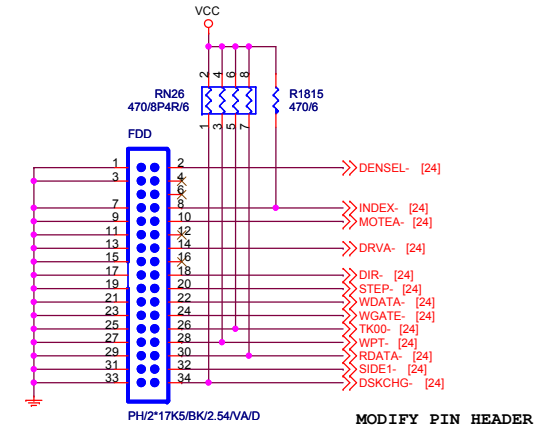 VCC
2 4 6 8
RN26
470/8P4R/6
R1815
470/6
1 3 5 7
FDD
1 2 DENSEL- [24]
3 4
6
7 8 INDEX- [24]
9 10 MOTEA- [24]
11 12
13 14 DRVA- [24]
15 16
17 18 DIR- [24]
19 20 STEP- [24]
21 22 WDATA- [24]
23 24 WGATE- [24]
25 26 TK00- [24]
27 28 WPT- [24]
29 30 RDATA- [24]
31 32 SIDE1- [24]
33 34 DSKCHG- [24]
PH/2*17K5/BK/2.54/VA/D
MODIFY PIN HEADER